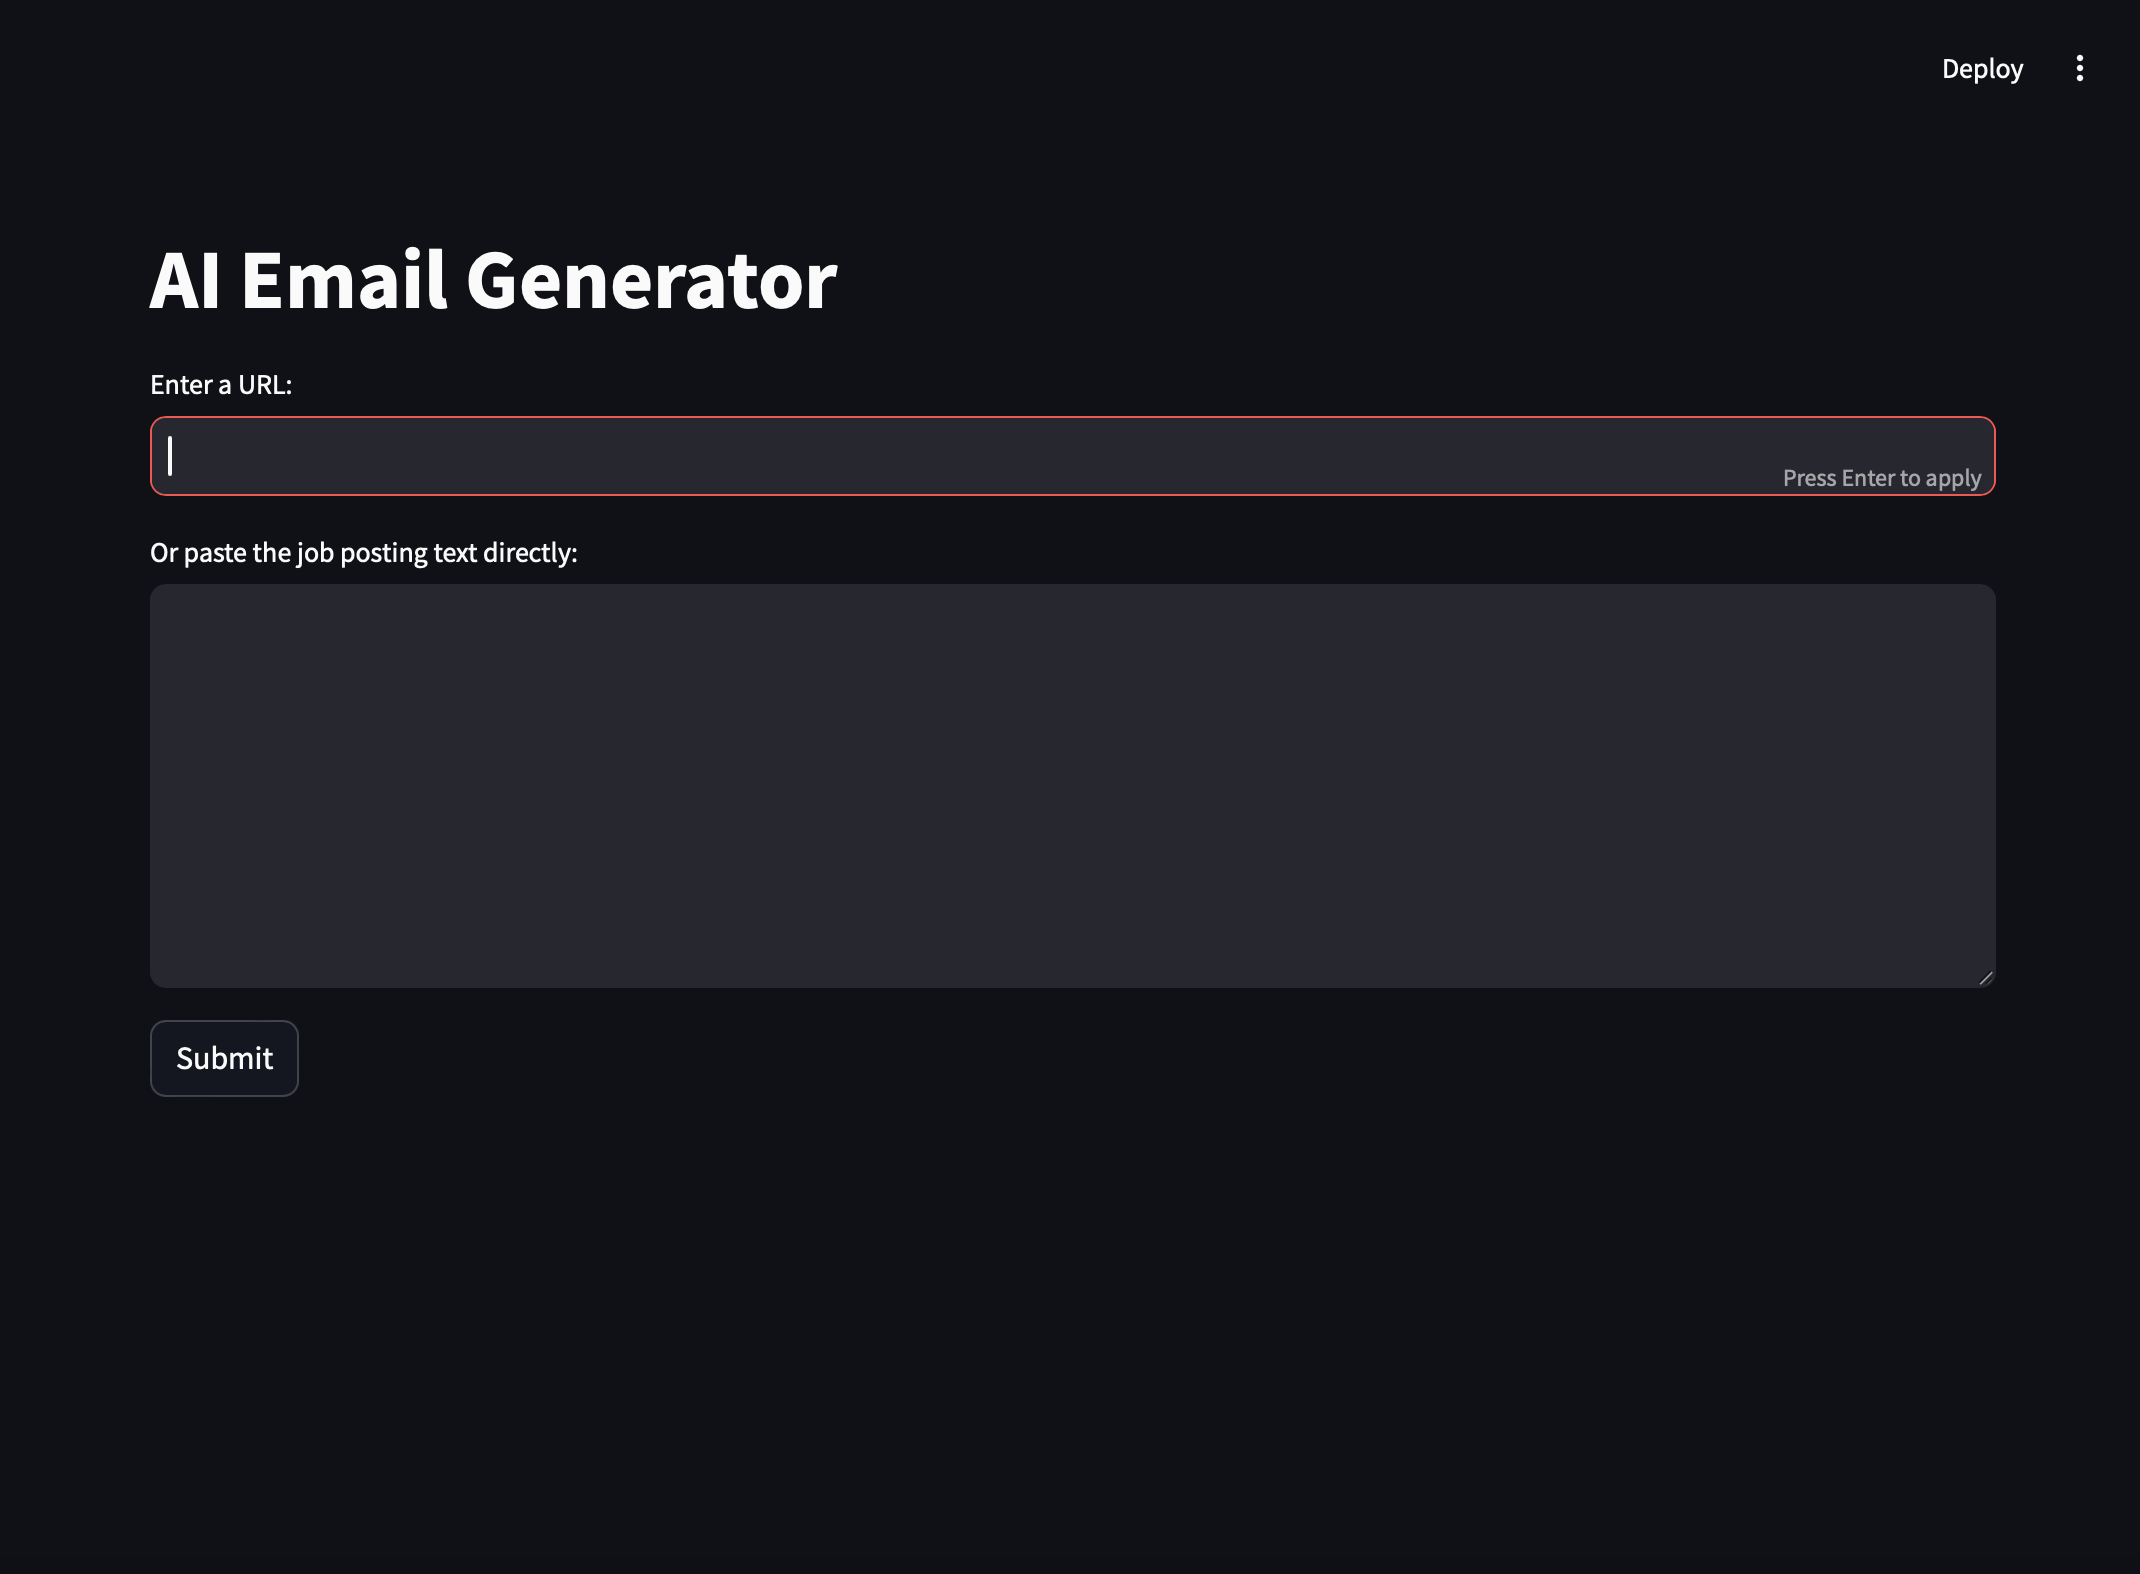 Deploy
AI Email Generator
Enter a URL:
Press Enter to apply
Or paste the job posting text directly:
Submit